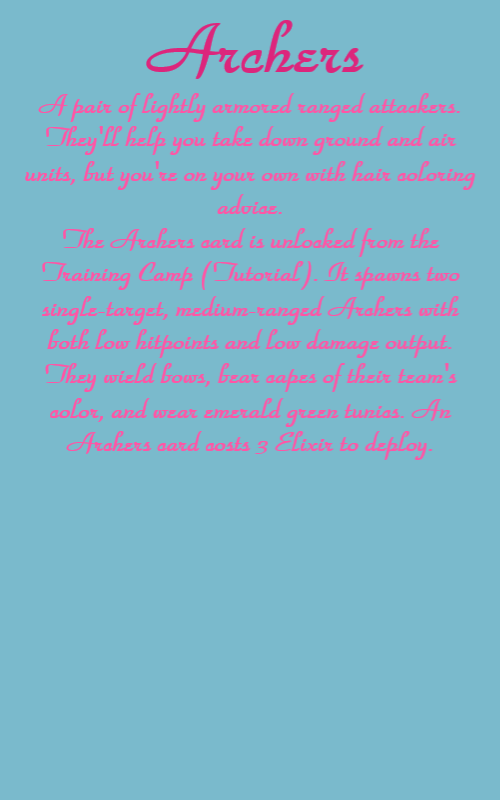 Archers
A pair of lightly armored ranged attackers.
They'll help you take down ground and air
units, but you're on your own with hair coloring
advice.
The Archers card is unlocked from the
Training Camp (Tutorial). It spawns two
single-target, medium-ranged Archers with
both low hitpoints and low damage output.
They wield bows, bear capes of their team's
color, and wear emerald green tunics. An
Archers card costs 3 Elixir to deploy.